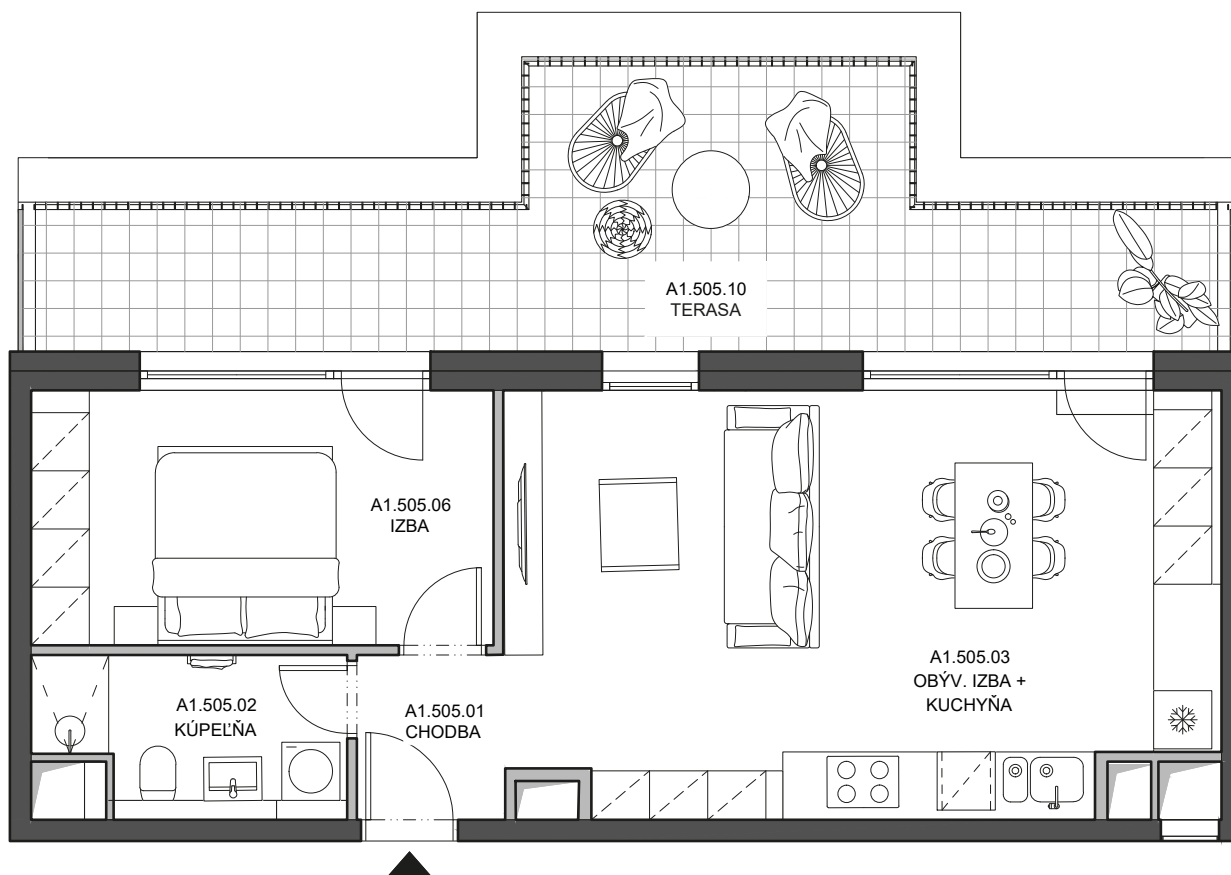 A1.505.10
TERASA
A1.505.06
IZBA
A1.505.03
OBÝV. IZBA +
KUCHYŇA
A1.505.02
KÚPEĽŇA
A1.505.01
CHODBA